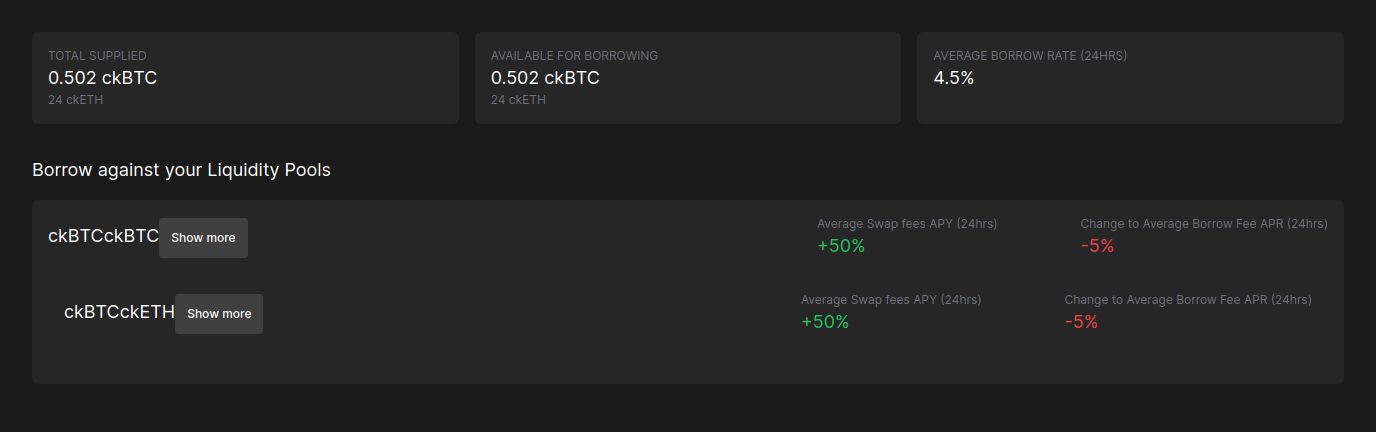 TOTAL SUPPLIED
0.502 ckBTC
24 ckETH
AVAILABLE FOR BORROWING
0.502 ckBTC
24 ckETH
AVERAGE BORROW RATE (24HRS)
4.5%
Borrow against your Liquidity Pools
ckBTCckBTC Show more
Average Swap fees APY (24hrs)
+50%
Change to Average Borrow Fee APR (24hrs)
-5%
ckBTCckETH Show more
Average Swap fees APY (24hrs)
+50%
Change to Average Borrow Fee APR (24hrs)
-5%